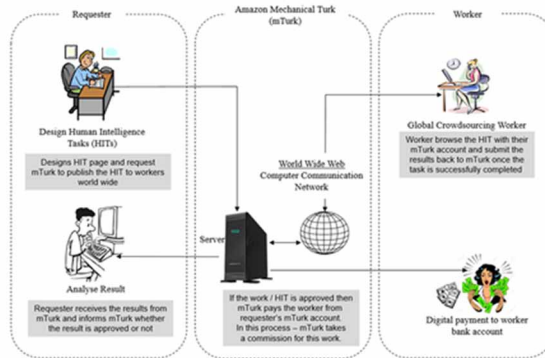 Requester
Amazon Mechanical Turk
(mTurk)
Worker
Design Human Intelligence
Tasks (HITs)
Designs HIT page and request
mTurk to publish the HIT to workers
world wide
Analyse Result
Requester receives the results from
mTurk and informs mTurk whether
the result is approved or not
World Wide Web
Computer Communication
Network
Server
If the work / HIT is approved then
mTurk pays the worker from
requester's mTurk account.
In this process – mTurk takes
a commission for this work.
Global Crowdsourcing Worker
Worker browse the HIT with their
mTurk account and submit the
results back to mTurk once the
task is successfully completed
Digital payment to worker
bank account